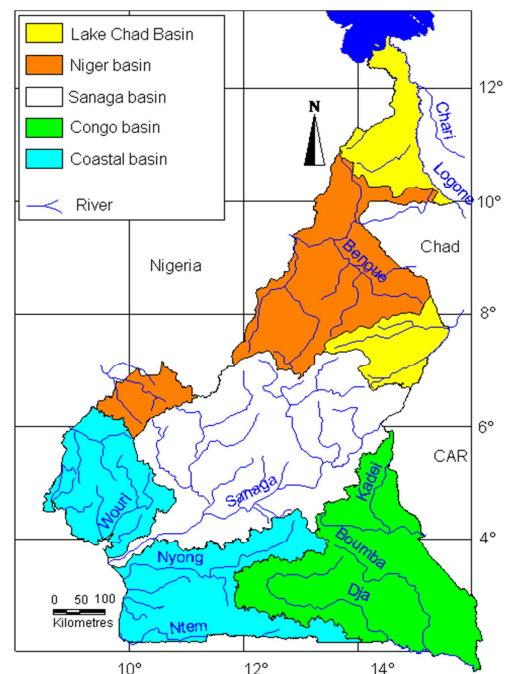 Lake Chad Basin
Niger basin
Sanaga basin
Congo basin
Coastal basin
River
N
12°
Chari
Logone
10°
Chad
Nigeria
Benoue
8°
6°
CAR
Kadei
Sanaga
Wouri
4°
Boumba
Nyong
Dja
0 50 100
Kilometres
Ntem
10°
12°
14°